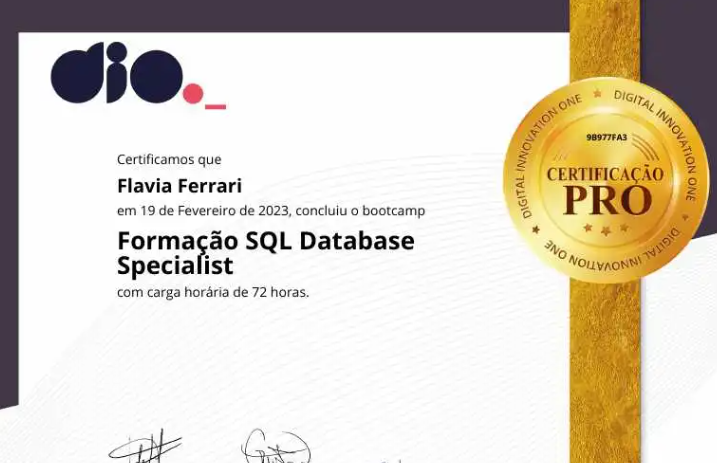 dio._
Certificamos que
Flavia Ferrari
em 19 de Fevereiro de 2023, concluiu o bootcamp
Formação SQL Database
Specialist
com carga horária de 72 horas.
DIGITAL INNOVATION ONE ★ DIGITAL INNOVATION ONE ★ DIGITAL INNOVATION ONE ★
9B977FA3
CERTIFICAÇÃO
PRO